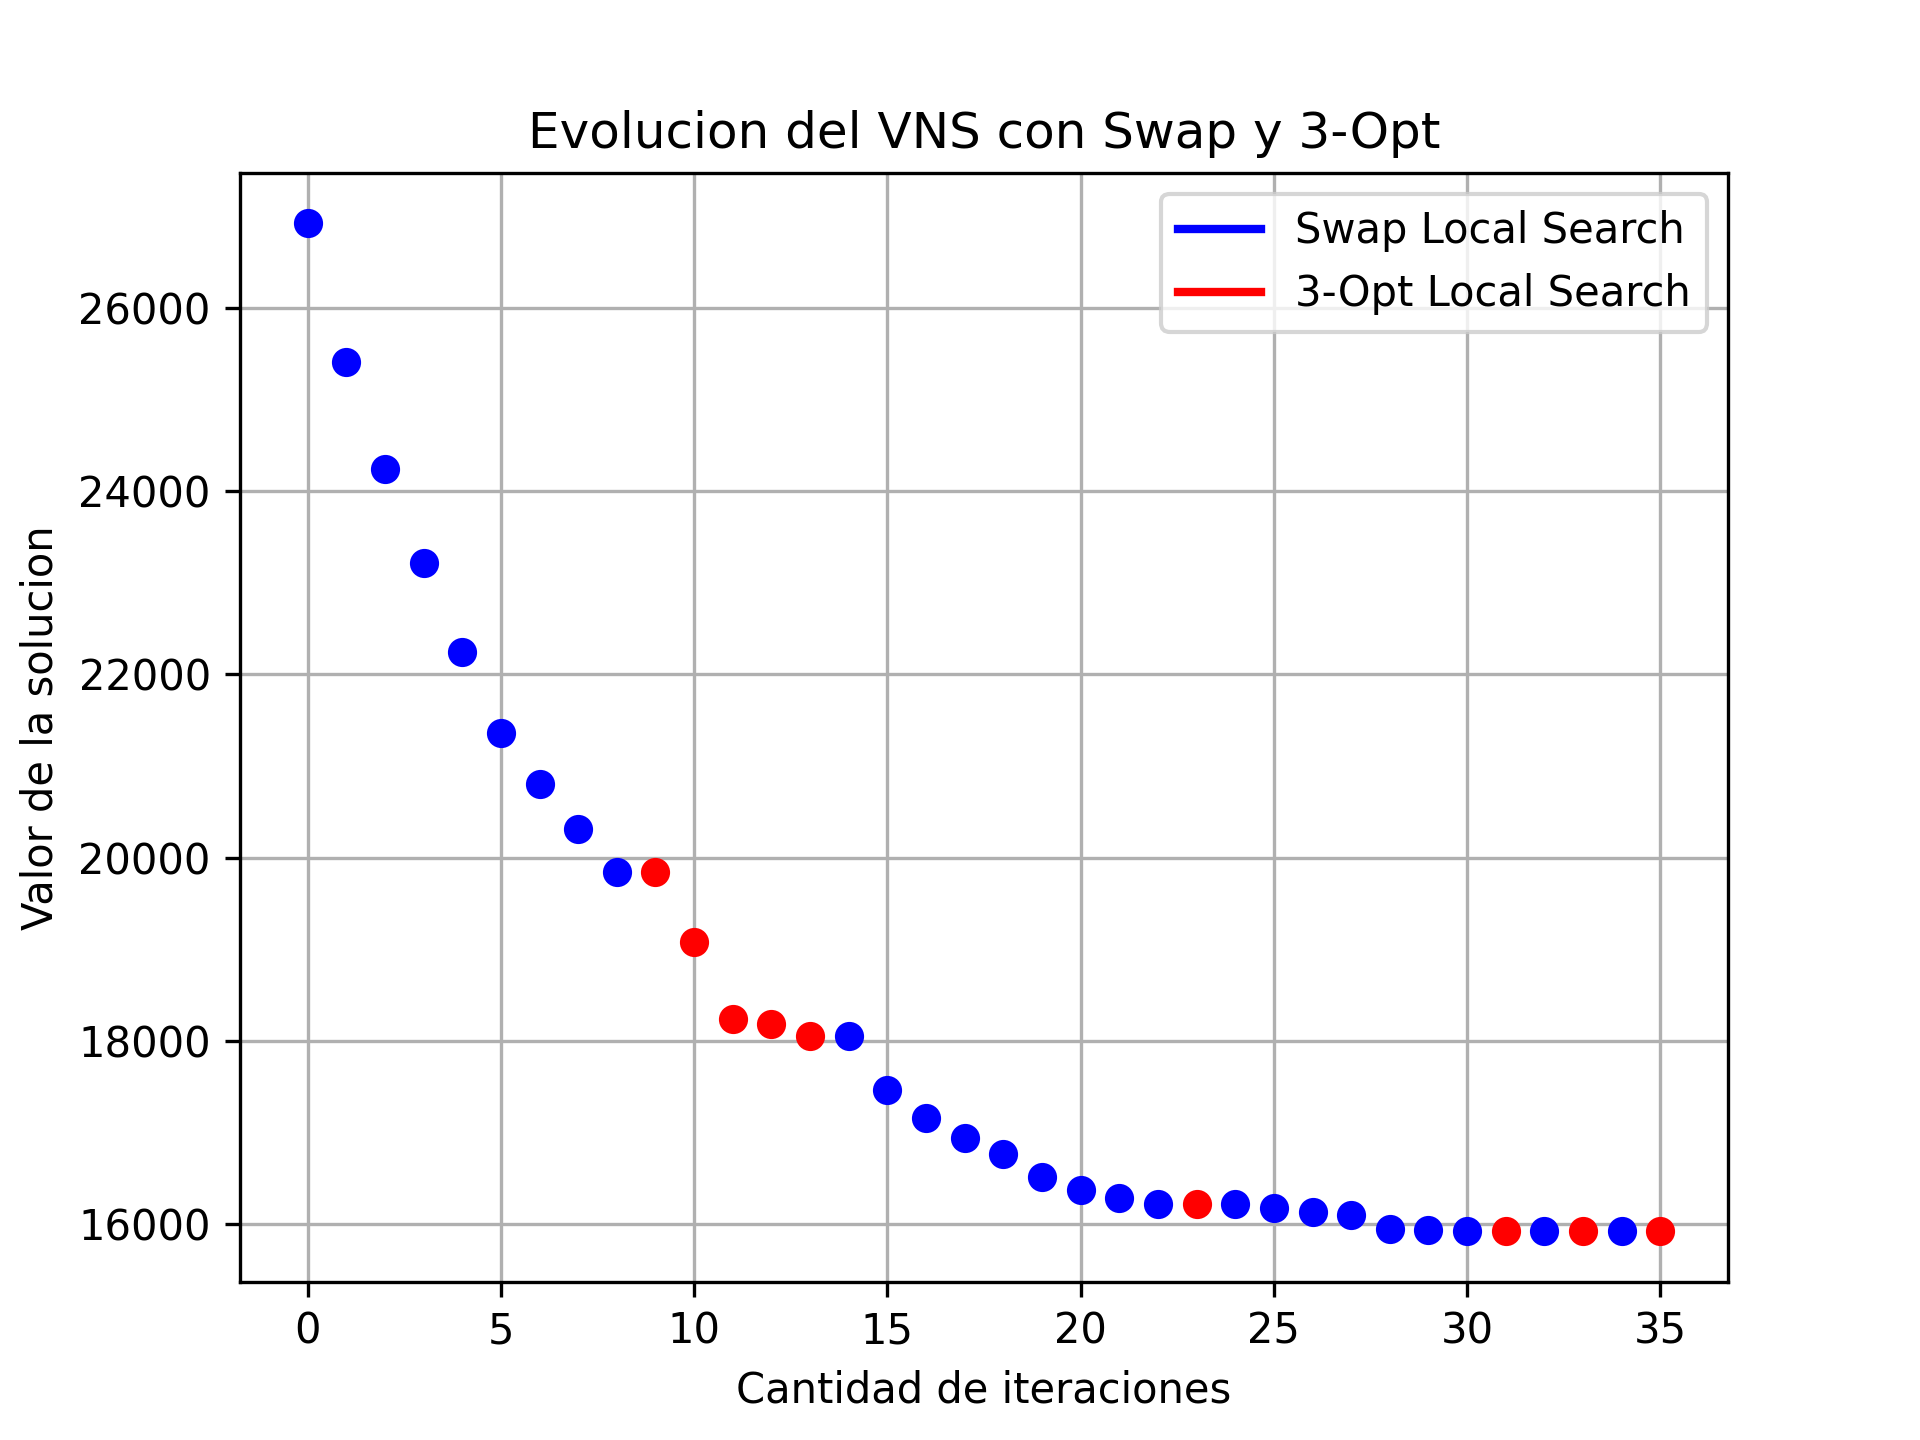 Evolucion del VNS con Swap y 3-Opt
Swap Local Search
3-Opt Local Search
Valor de la solucion
26000
24000
22000
20000
18000
16000
0 5 10 15 20 25 30 35
Cantidad de iteraciones